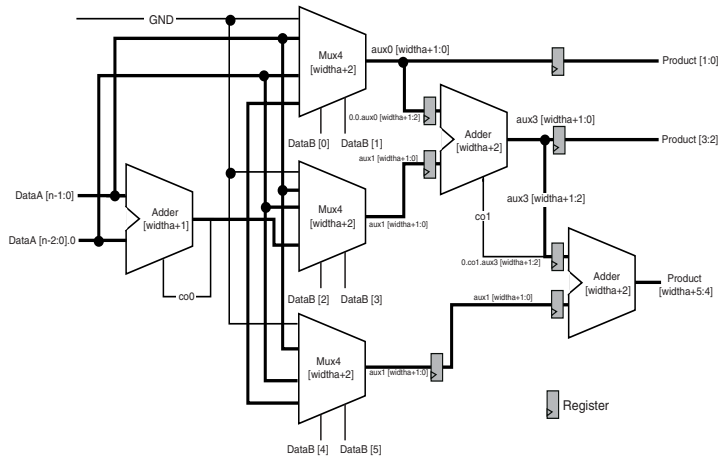 GND
Mux4
[widtha+2]
aux0 [widtha+1:0]
Product [1:0]
0.0.aux0 [widtha+1:2]
DataB [0]
DataB [1]
Adder
[widtha+2]
aux3 [widtha+1:0]
Product [3:2]
aux1 [widtha+1:0]
DataA [n-1:0]
DataA [n-2:0].0
Adder
[widtha+1]
co0
Mux4
[widtha+2]
aux1 [widtha+1:0]
DataB [2]
DataB [3]
aux3 [widtha+1:2]
co1
0.co1.aux3 [widtha+1:2]
Adder
[widtha+2]
Product
[widtha+5:4]
aux1 [widtha+1:0]
Mux4
[widtha+2]
aux1 [widtha+1:0]
DataB [4]
DataB [5]
Register